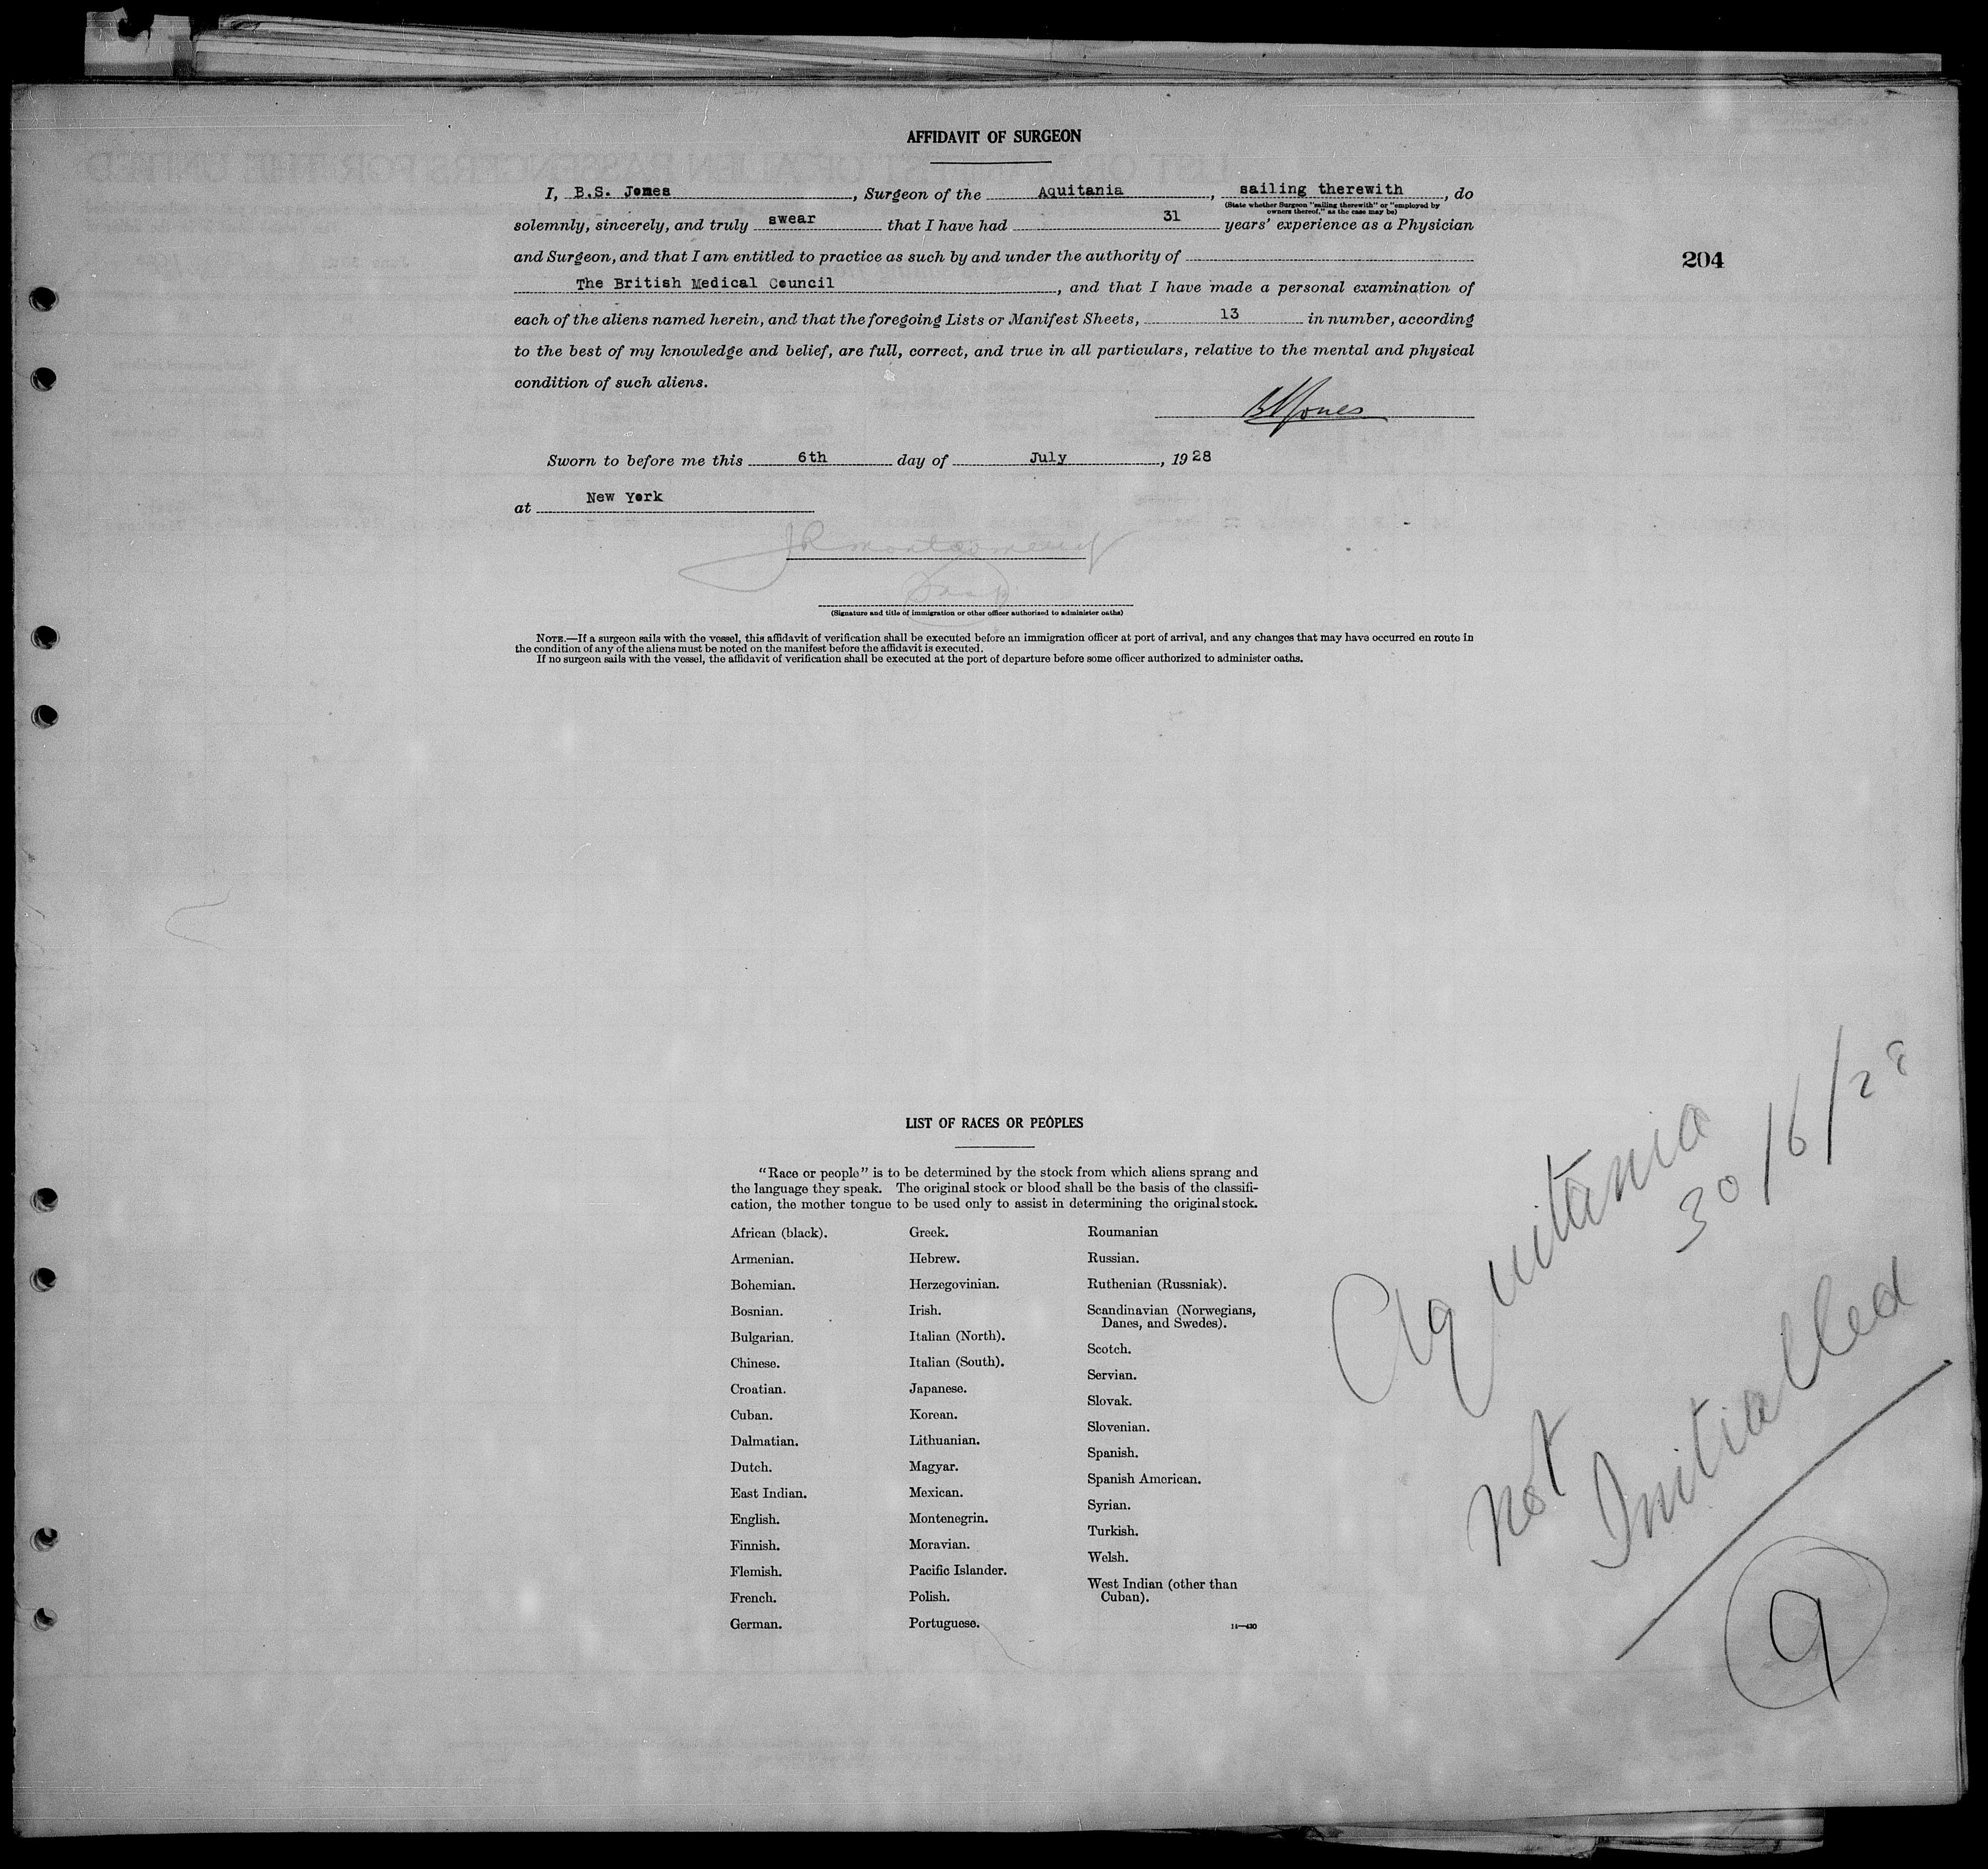 AFFIDAVIT OF SURGEON
I, B.S. Jones, Surgeon of the Aquitania, sailing therewith, do
(State whether Surgeon "sailing therewith" or "employed by
owners thereof," as the case may be)
solemnly, sincerely, and truly swear that I have had 31 years' experience as a Physician
and Surgeon, and that I am entitled to practice as such by and under the authority of
204
The British Medical Council, and that I have made a personal examination of
each of the aliens named herein, and that the foregoing Lists or Manifest Sheets, 13 in number, according
to the best of my knowledge and belief, are full, correct, and true in all particulars, relative to the mental and physical
condition of such aliens.
BSJones
Sworn to before me this 6th day of July, 1928
at New York
JRMontgomery
(Signature and title of immigration or other officer authorized to administer oaths)
NOTE.—If a surgeon sails with the vessel, this affidavit of verification shall be executed before an immigration officer at port of arrival, and any changes that may have occurred en route in
the condition of any of the aliens must be noted on the manifest before the affidavit is executed.
If no surgeon sails with the vessel, the affidavit of verification shall be executed at the port of departure before some officer authorized to administer oaths.
LIST OF RACES OR PEOPLES
"Race or people" is to be determined by the stock from which aliens sprang and
the language they speak. The original stock or blood shall be the basis of the classifi-
cation, the mother tongue to be used only to assist in determining the original stock.
African (black).
Armenian.
Bohemian.
Bosnian.
Bulgarian.
Chinese.
Croatian.
Cuban.
Dalmatian.
Dutch.
East Indian.
English.
Finnish.
Flemish.
French.
German.
Greek.
Hebrew.
Herzegovinian.
Irish.
Italian (North).
Italian (South).
Japanese.
Korean.
Lithuanian.
Magyar.
Mexican.
Montenegrin.
Moravian.
Pacific Islander.
Polish.
Portuguese.
Roumanian
Russian.
Ruthenian (Russniak).
Scandinavian (Norwegians,
Danes, and Swedes).
Scotch.
Servian.
Slovak.
Slovenian.
Spanish.
Spanish American.
Syrian.
Turkish.
Welsh.
West Indian (other than
Cuban).
14—430
Aquitania
30/6/28
Not
Initialled
9